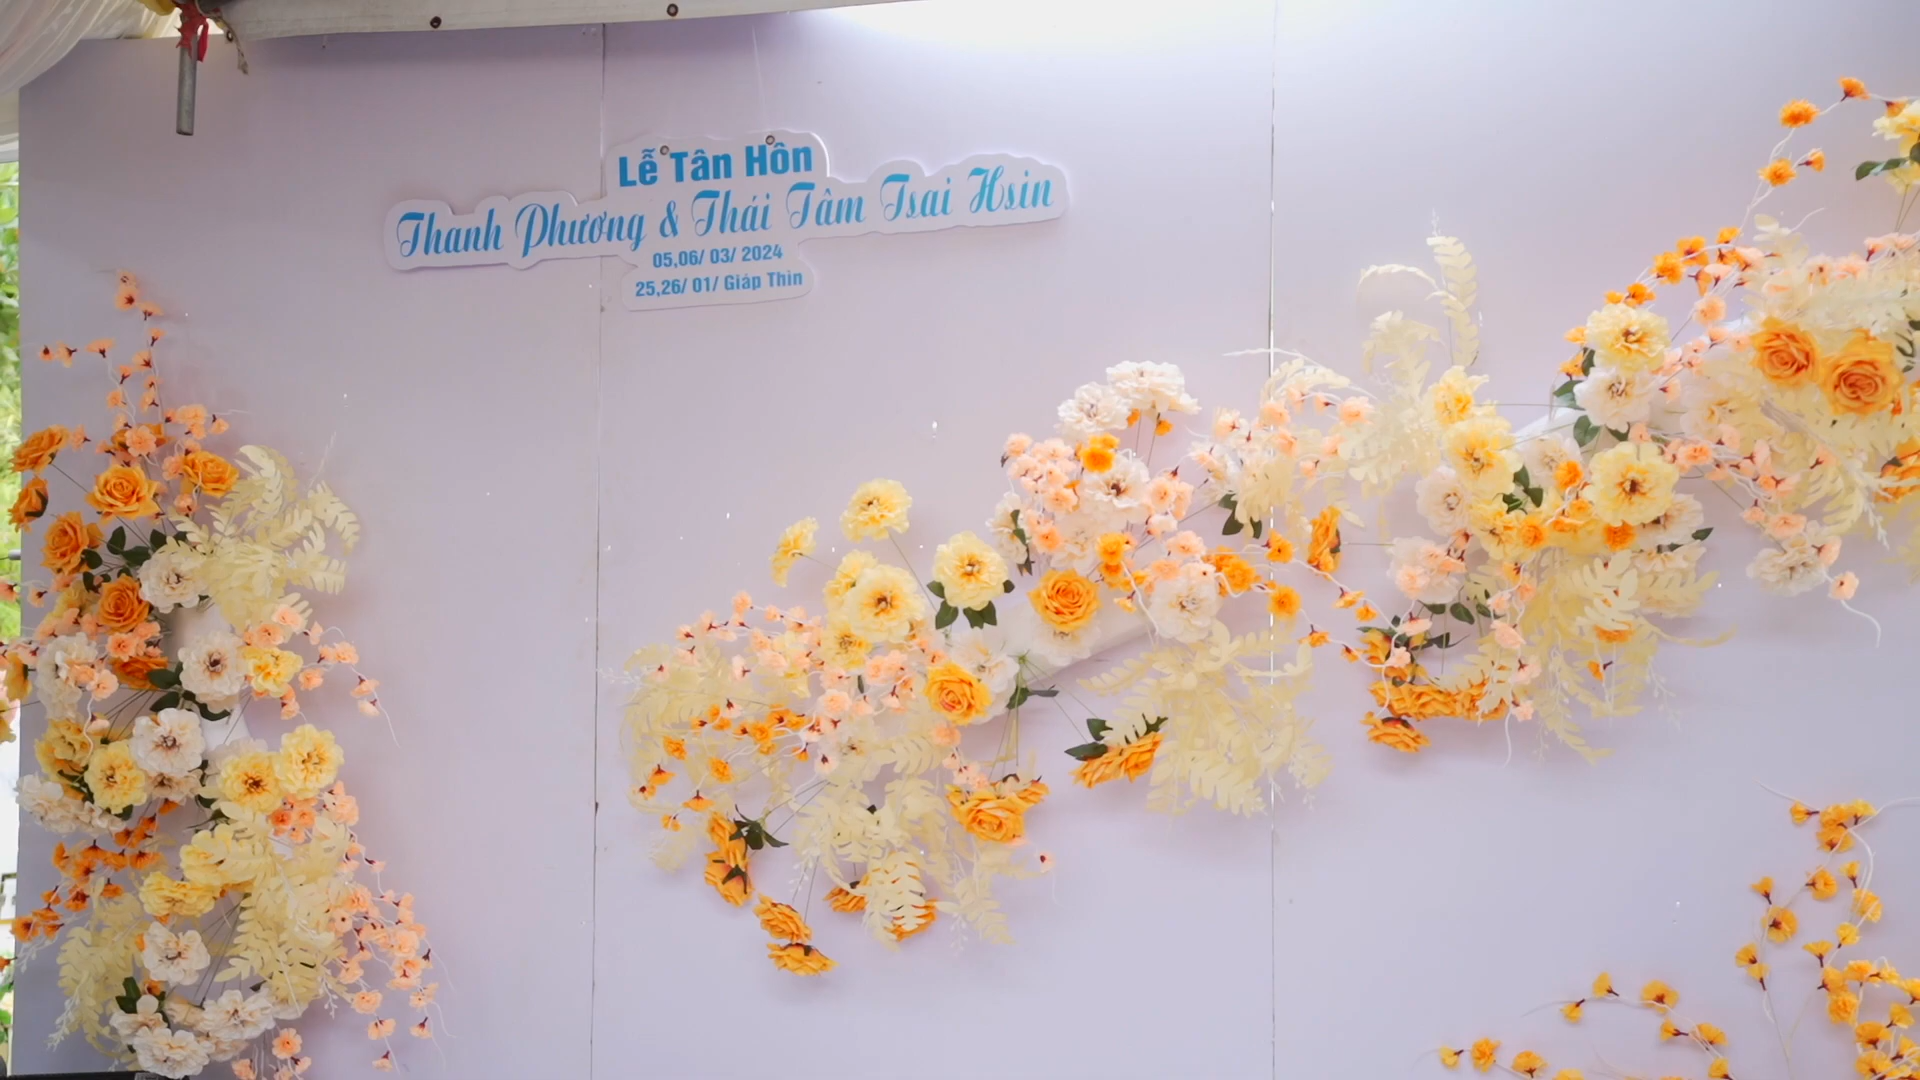 Lễ Tân Hôn
Thanh Phương & Thái Tâm Tsai Hsin
05,06/ 03/ 2024
25,26/ 01/ Giáp Thìn